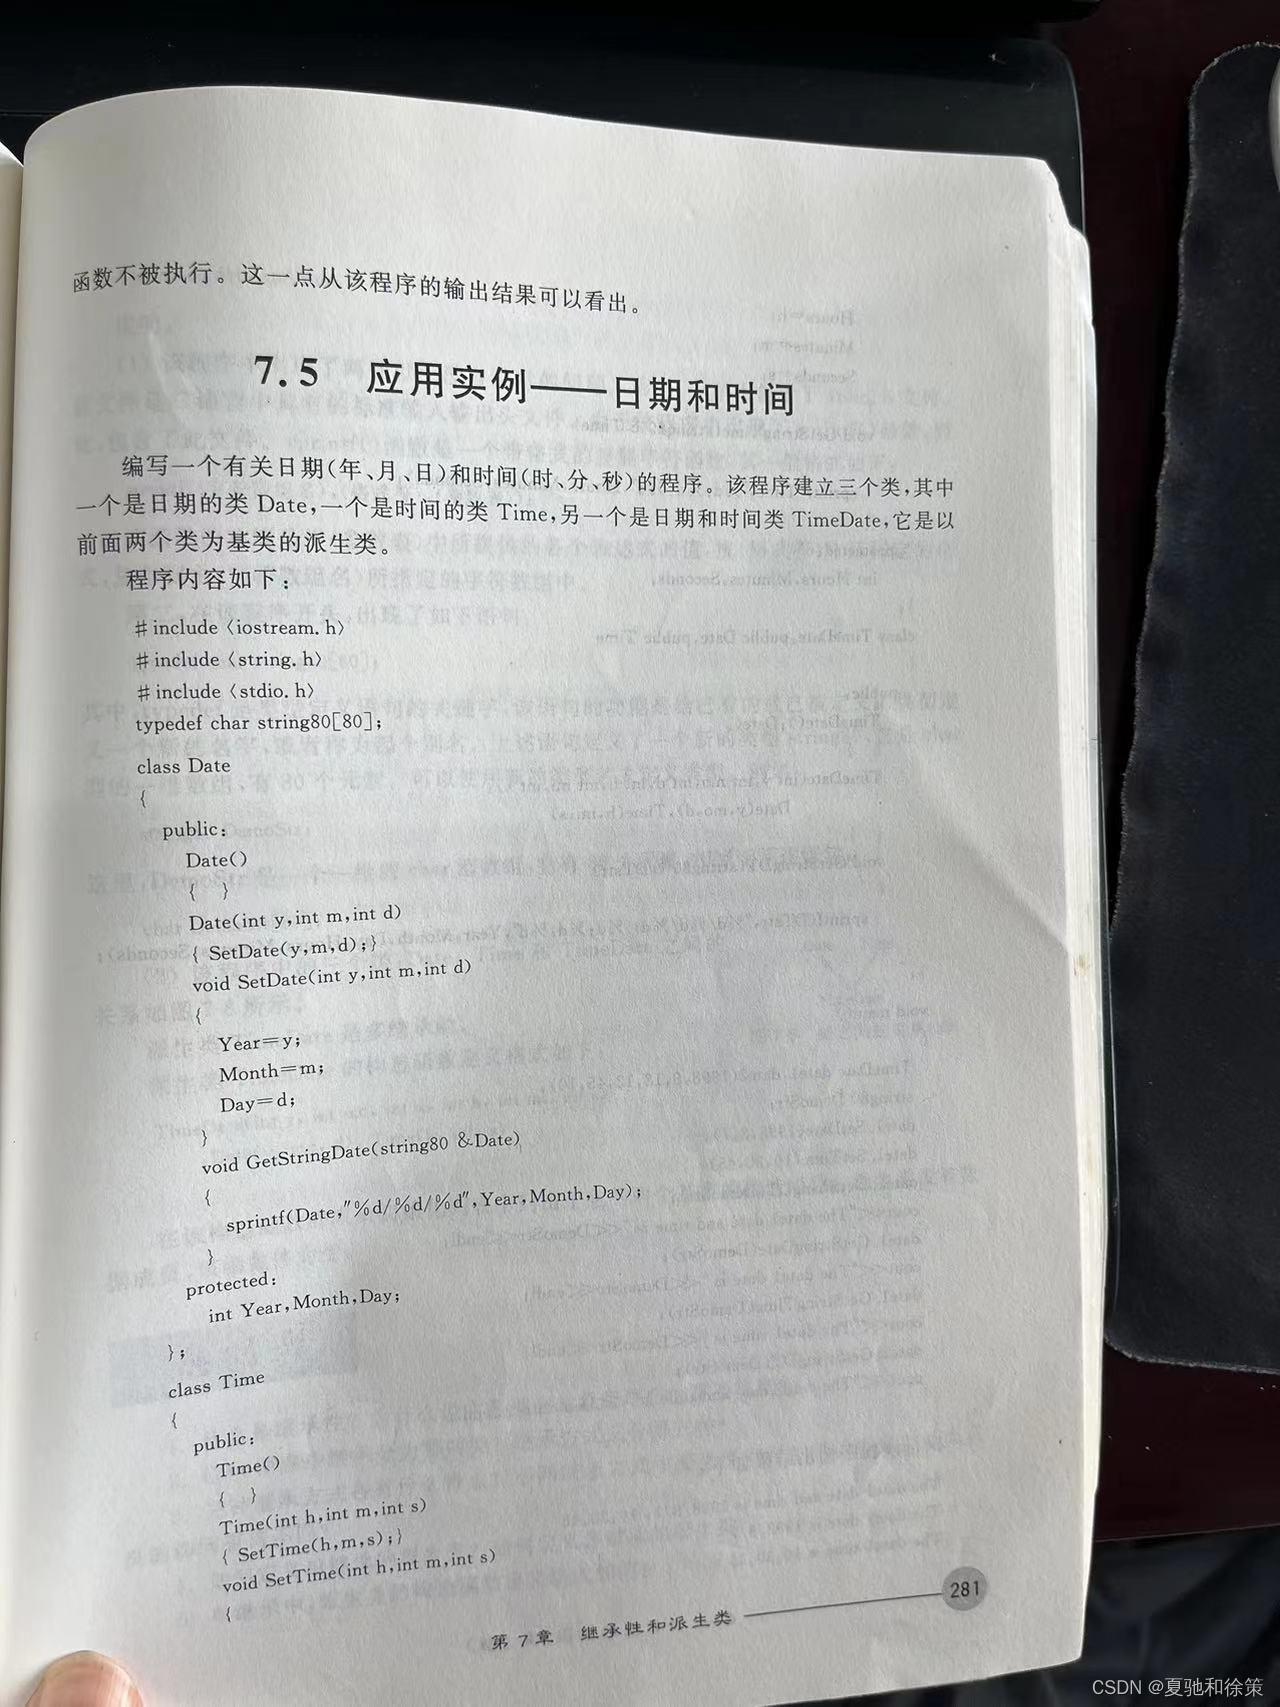 函数不被执行。这一点从该程序的输出结果可以看出。
7.5 应用实例——日期和时间
编写一个有关日期(年、月、日)和时间(时、分、秒)的程序。该程序建立三个类,其中
一个是日期的类 Date,一个是时间的类 Time,另一个是日期和时间类 TimeDate,它是以
前面两个类为基类的派生类。
程序内容如下:
#include <iostream.h>
#include <string.h>
#include <stdio.h>
typedef char string80[80];
class Date
{
public:
Date()
{ }
Date(int y,int m,int d)
{ SetDate(y,m,d);}
void SetDate(int y,int m,int d)
{
Year=y;
Month=m;
Day=d;
}
void GetStringDate(string80 &Date)
{
sprintf(Date,"%d/%d/%d",Year,Month,Day);
}
protected:
int Year,Month,Day;
};
class Time
{
public:
Time()
{ }
Time(int h,int m,int s)
{ SetTime(h,m,s);}
void SetTime(int h,int m,int s)
{
第 7 章 继承性和派生类 281
CSDN @夏驰和徐策